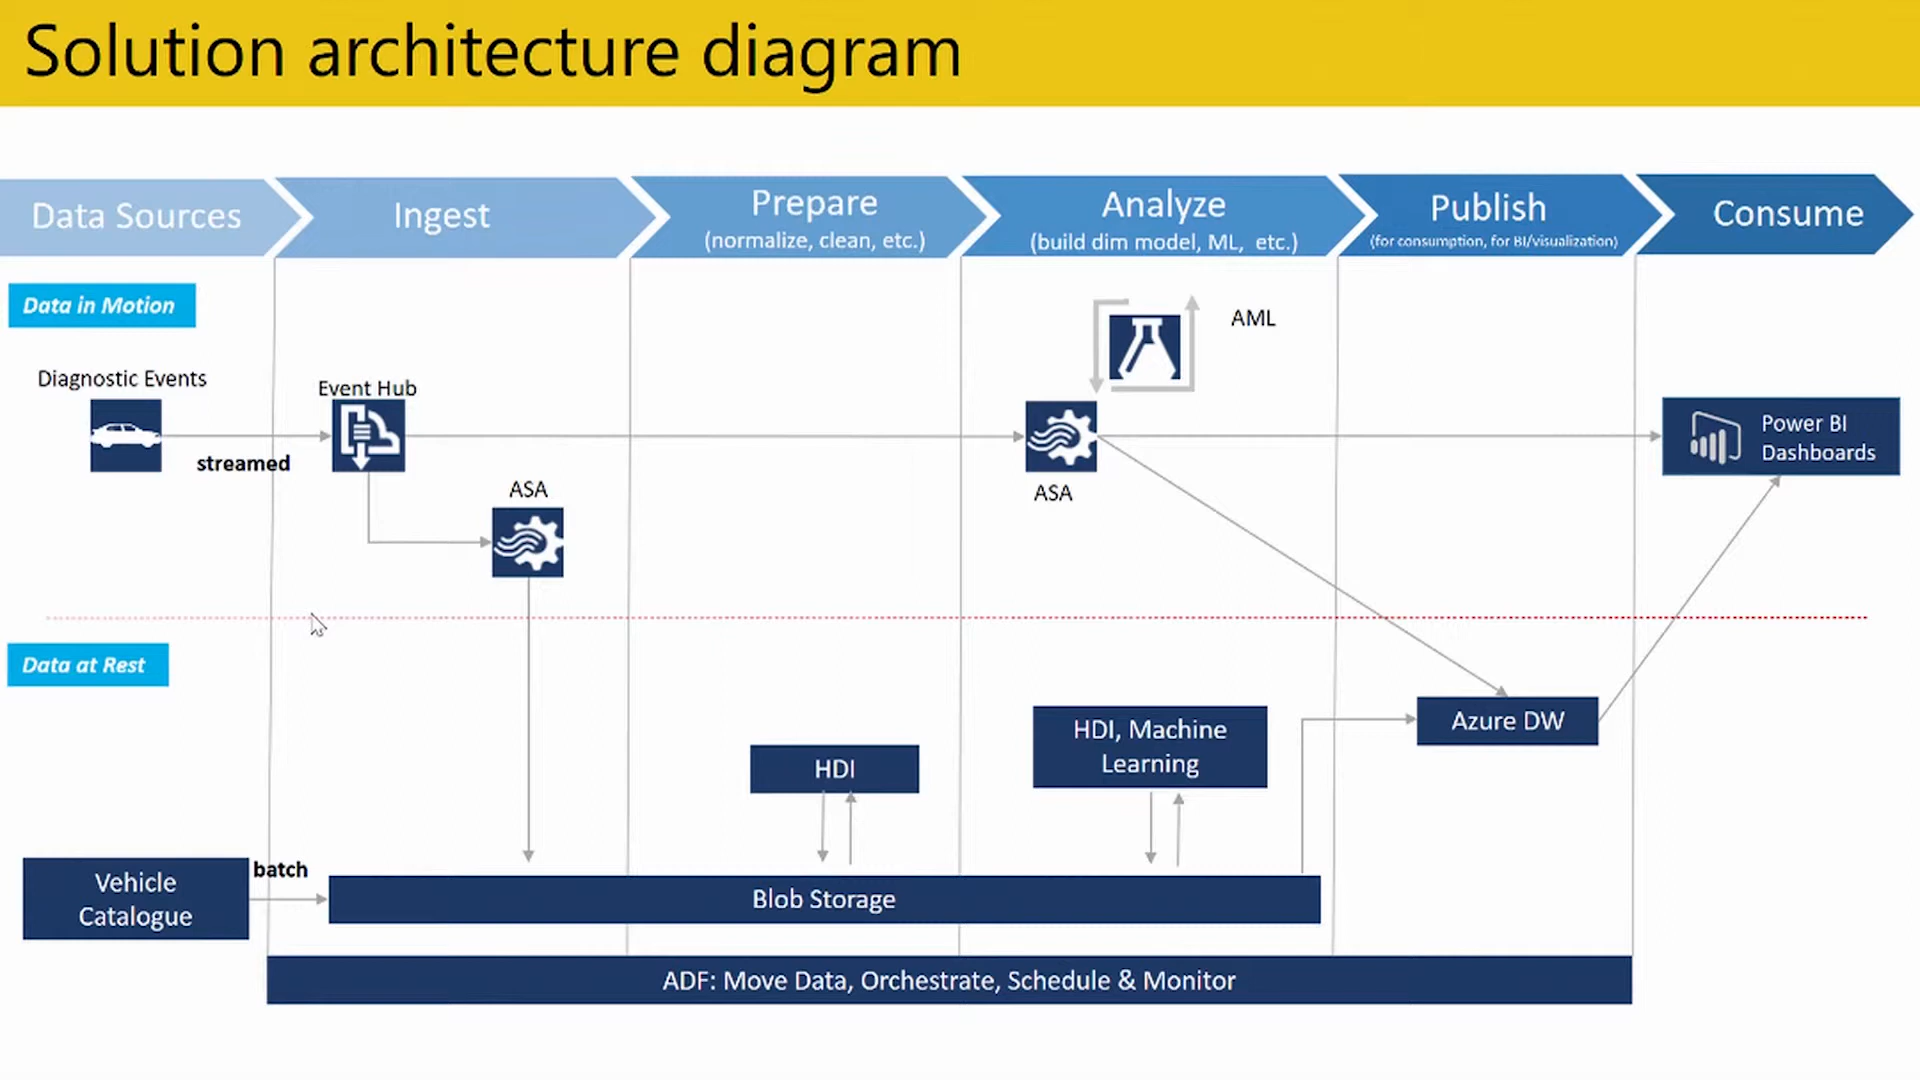 Solution architecture diagram
Data Sources
Ingest
Prepare
(normalize, clean, etc.)
Analyze
(build dim model, ML, etc.)
Publish
(for consumption, for BI/visualization)
Consume
Data in Motion
Diagnostic Events
streamed
Event Hub
ASA
AML
ASA
Power BI
Dashboards
Data at Rest
HDI
HDI, Machine
Learning
Azure DW
Vehicle
Catalogue
batch
Blob Storage
ADF: Move Data, Orchestrate, Schedule & Monitor